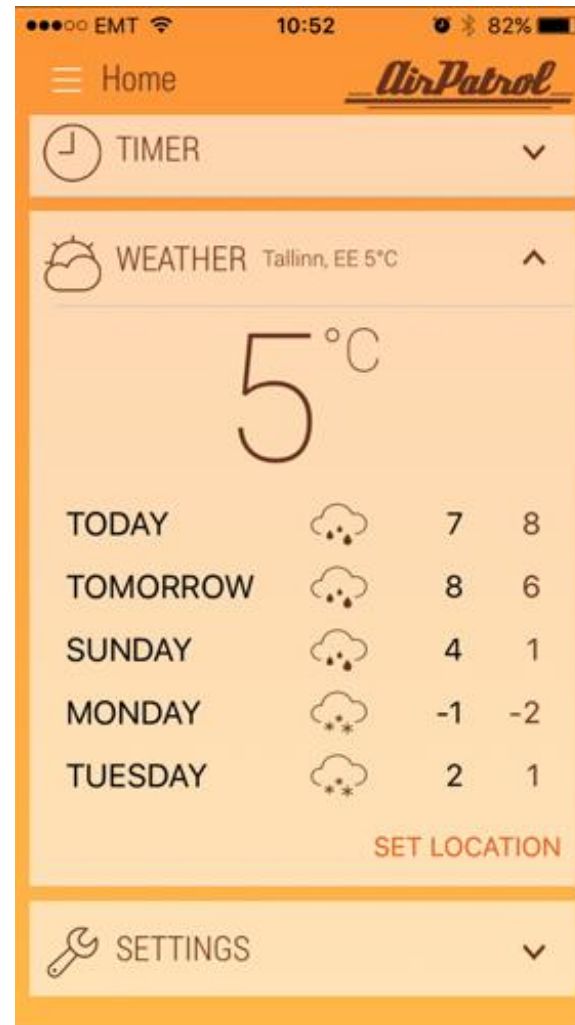 EMT 10:52 82%
Home AirPatrol
TIMER
WEATHER Tallinn, EE 5°C
5°C
TODAY 7 8
TOMORROW 8 6
SUNDAY 4 1
MONDAY -1 -2
TUESDAY 2 1
SET LOCATION
SETTINGS